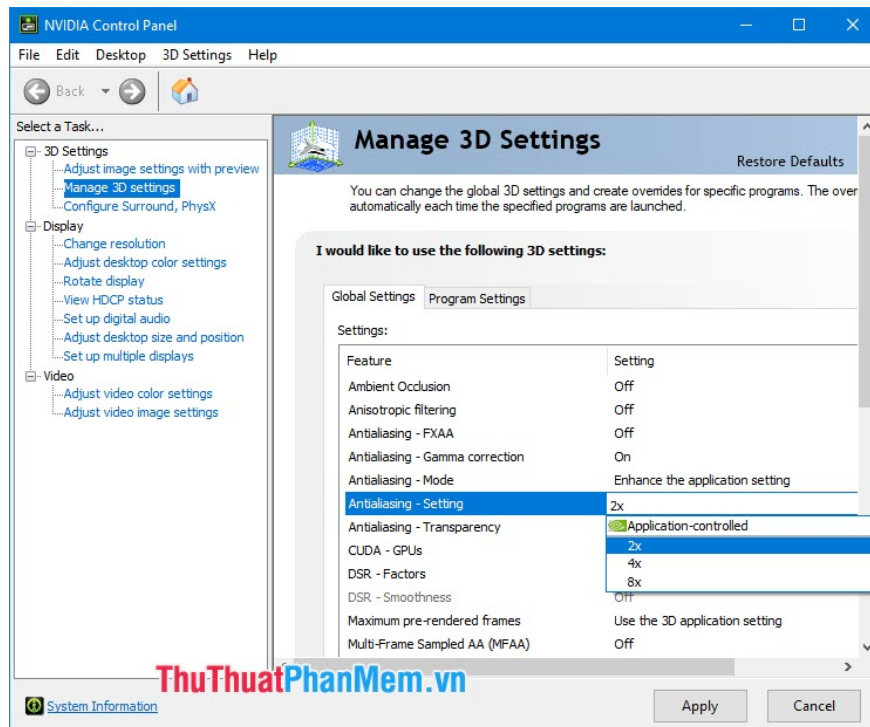 NVIDIA Control Panel
File Edit Desktop 3D Settings Help
Back
Select a Task...
3D Settings
Adjust image settings with preview
Manage 3D settings
Configure Surround, PhysX
Display
Change resolution
Adjust desktop color settings
Rotate display
View HDCP status
Set up digital audio
Adjust desktop size and position
Set up multiple displays
Video
Adjust video color settings
Adjust video image settings
Manage 3D Settings
Restore Defaults
You can change the global 3D settings and create overrides for specific programs. The over
automatically each time the specified programs are launched.
I would like to use the following 3D settings:
Global Settings Program Settings
Settings:
Feature Setting
Ambient Occlusion Off
Anisotropic filtering Off
Antialiasing - FXAA Off
Antialiasing - Gamma correction On
Antialiasing - Mode Enhance the application setting
Antialiasing - Setting 2x
Antialiasing - Transparency Application-controlled
CUDA - GPUs 2x
DSR - Factors 4x
8x
DSR - Smoothness Off
Maximum pre-rendered frames Use the 3D application setting
Multi-Frame Sampled AA (MFAA) Off
ThuThuatPhanMem.vn
System Information
Apply Cancel